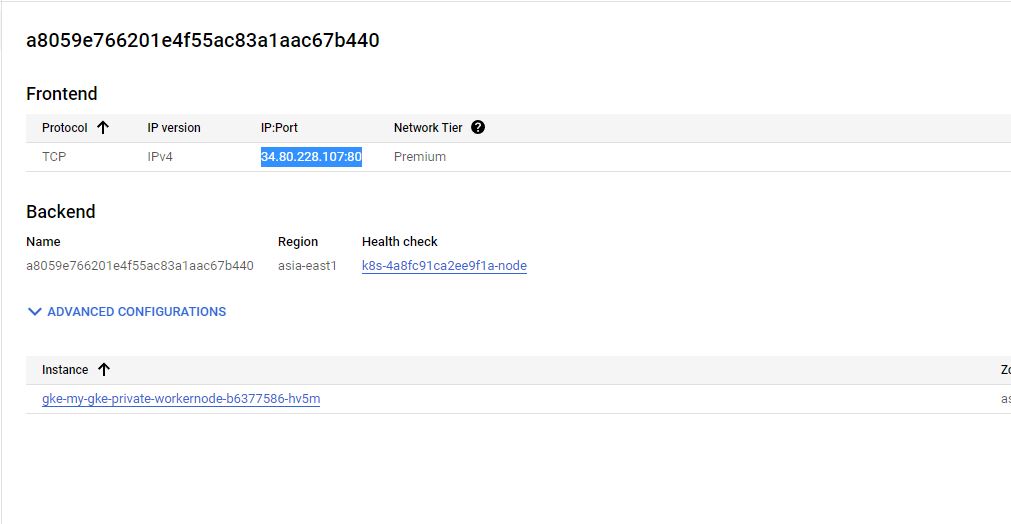 a8059e766201e4f55ac83a1aac67b440
Frontend
Protocol IP version IP:Port Network Tier ?
TCP IPv4 34.80.228.107:80 Premium
Backend
Name Region Health check
a8059e766201e4f55ac83a1aac67b440 asia-east1 k8s-4a8fc91ca2ee9f1a-node
ADVANCED CONFIGURATIONS
Instance Zo
gke-my-gke-private-workernode-b6377586-hv5m as